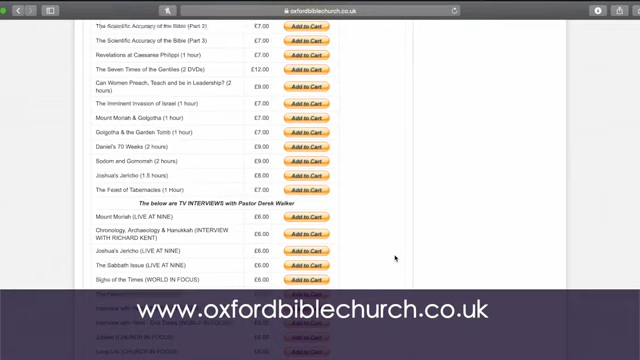 www.oxfordbiblechurch.co.uk
The Scientific Accuracy of the Bible (Part 2) £7.00 Add to Cart
The Scientific Accuracy of the Bible (Part 3) £7.00 Add to Cart
Revelations at Caesarea Philippi (1 hour) £7.00 Add to Cart
The Seven Times of the Gentiles (2 DVDs) £12.00 Add to Cart
Can Women Preach, Teach and be in Leadership? (2
hours) £9.00 Add to Cart
The Imminent Invasion of Israel (1 hour) £7.00 Add to Cart
Mount Moriah & Golgotha (1 hour) £7.00 Add to Cart
Golgotha & the Garden Tomb (1 hour) £7.00 Add to Cart
Daniel's 70 Weeks (2 hours) £9.00 Add to Cart
Sodom and Gomorrah (2 hours) £9.00 Add to Cart
Joshua's Jericho (1.5 hours) £8.00 Add to Cart
The Feast of Tabernacles (1 Hour) £7.00 Add to Cart
The below are TV INTERVIEWS with Pastor Derek Walker
Mount Moriah (LIVE AT NINE) £6.00 Add to Cart
Chronology, Archaeology & Hanukkah (INTERVIEW
WITH RICHARD KENT) £6.00 Add to Cart
Joshua's Jericho (LIVE AT NINE) £6.00 Add to Cart
The Sabbath Issue (LIVE AT NINE) £6.00 Add to Cart
Signs of the Times (WORLD IN FOCUS) £6.00 Add to Cart
www.oxfordbiblechurch.co.uk